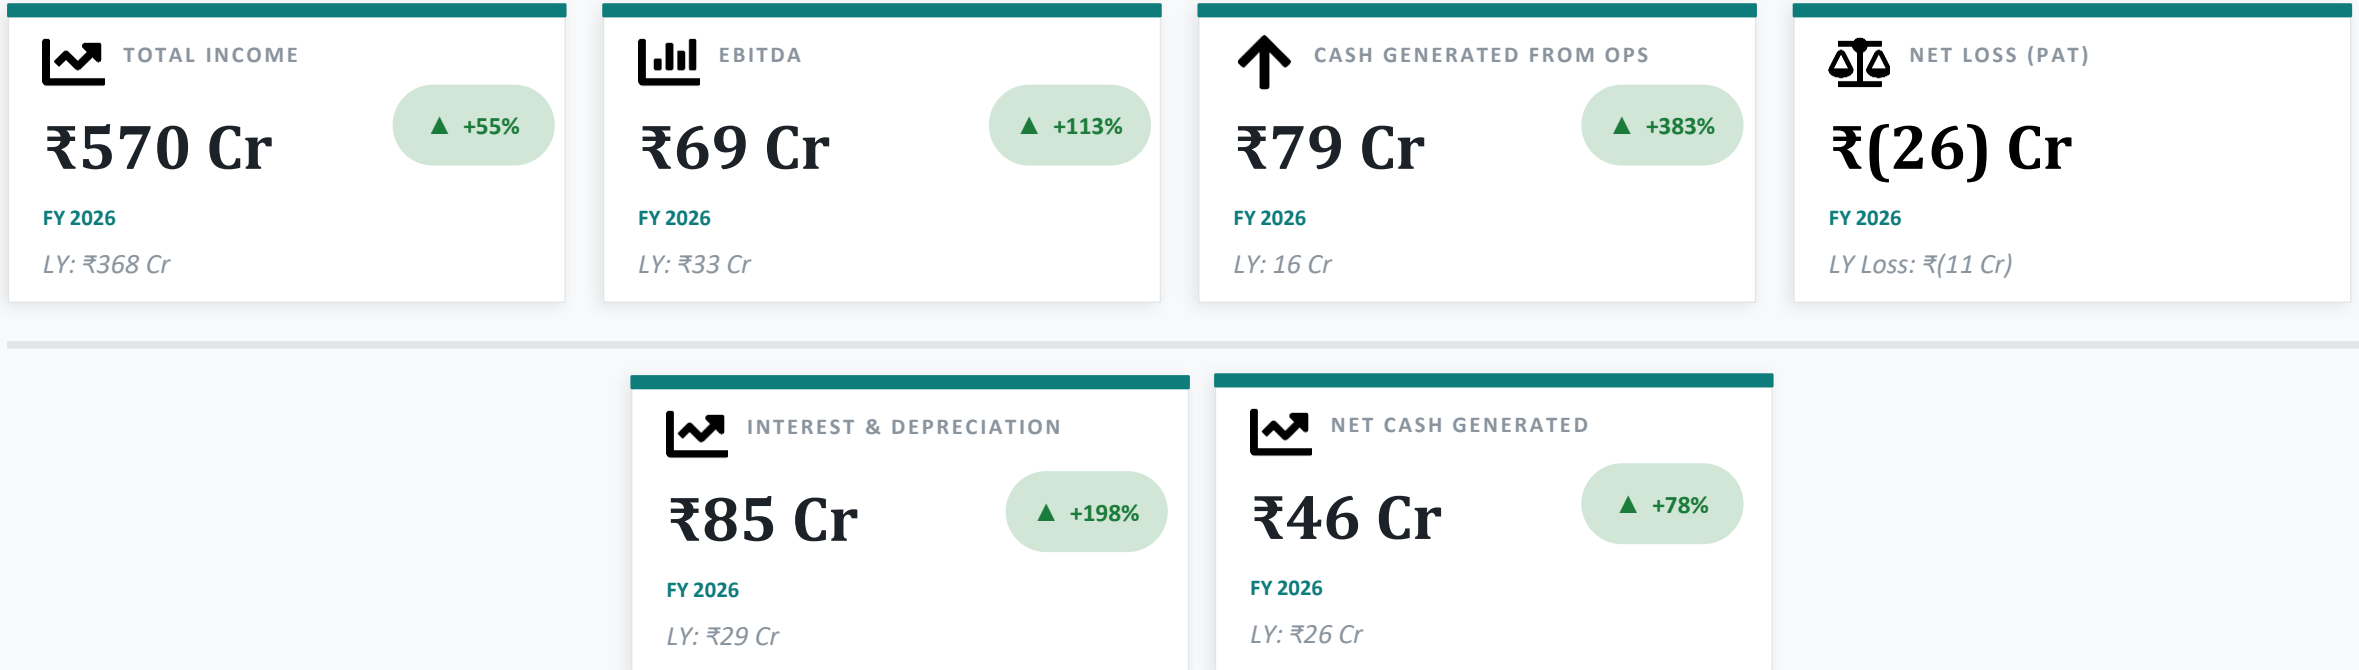 TOTAL INCOME
▲ +55%
₹570 Cr
FY 2026
LY: ₹368 Cr
EBITDA
▲ +113%
₹69 Cr
FY 2026
LY: ₹33 Cr
CASH GENERATED FROM OPS
▲ +383%
₹79 Cr
FY 2026
LY: 16 Cr
NET LOSS (PAT)
₹(26) Cr
FY 2026
LY Loss: ₹(11 Cr)
INTEREST & DEPRECIATION
▲ +198%
₹85 Cr
FY 2026
LY: ₹29 Cr
NET CASH GENERATED
▲ +78%
₹46 Cr
FY 2026
LY: ₹26 Cr